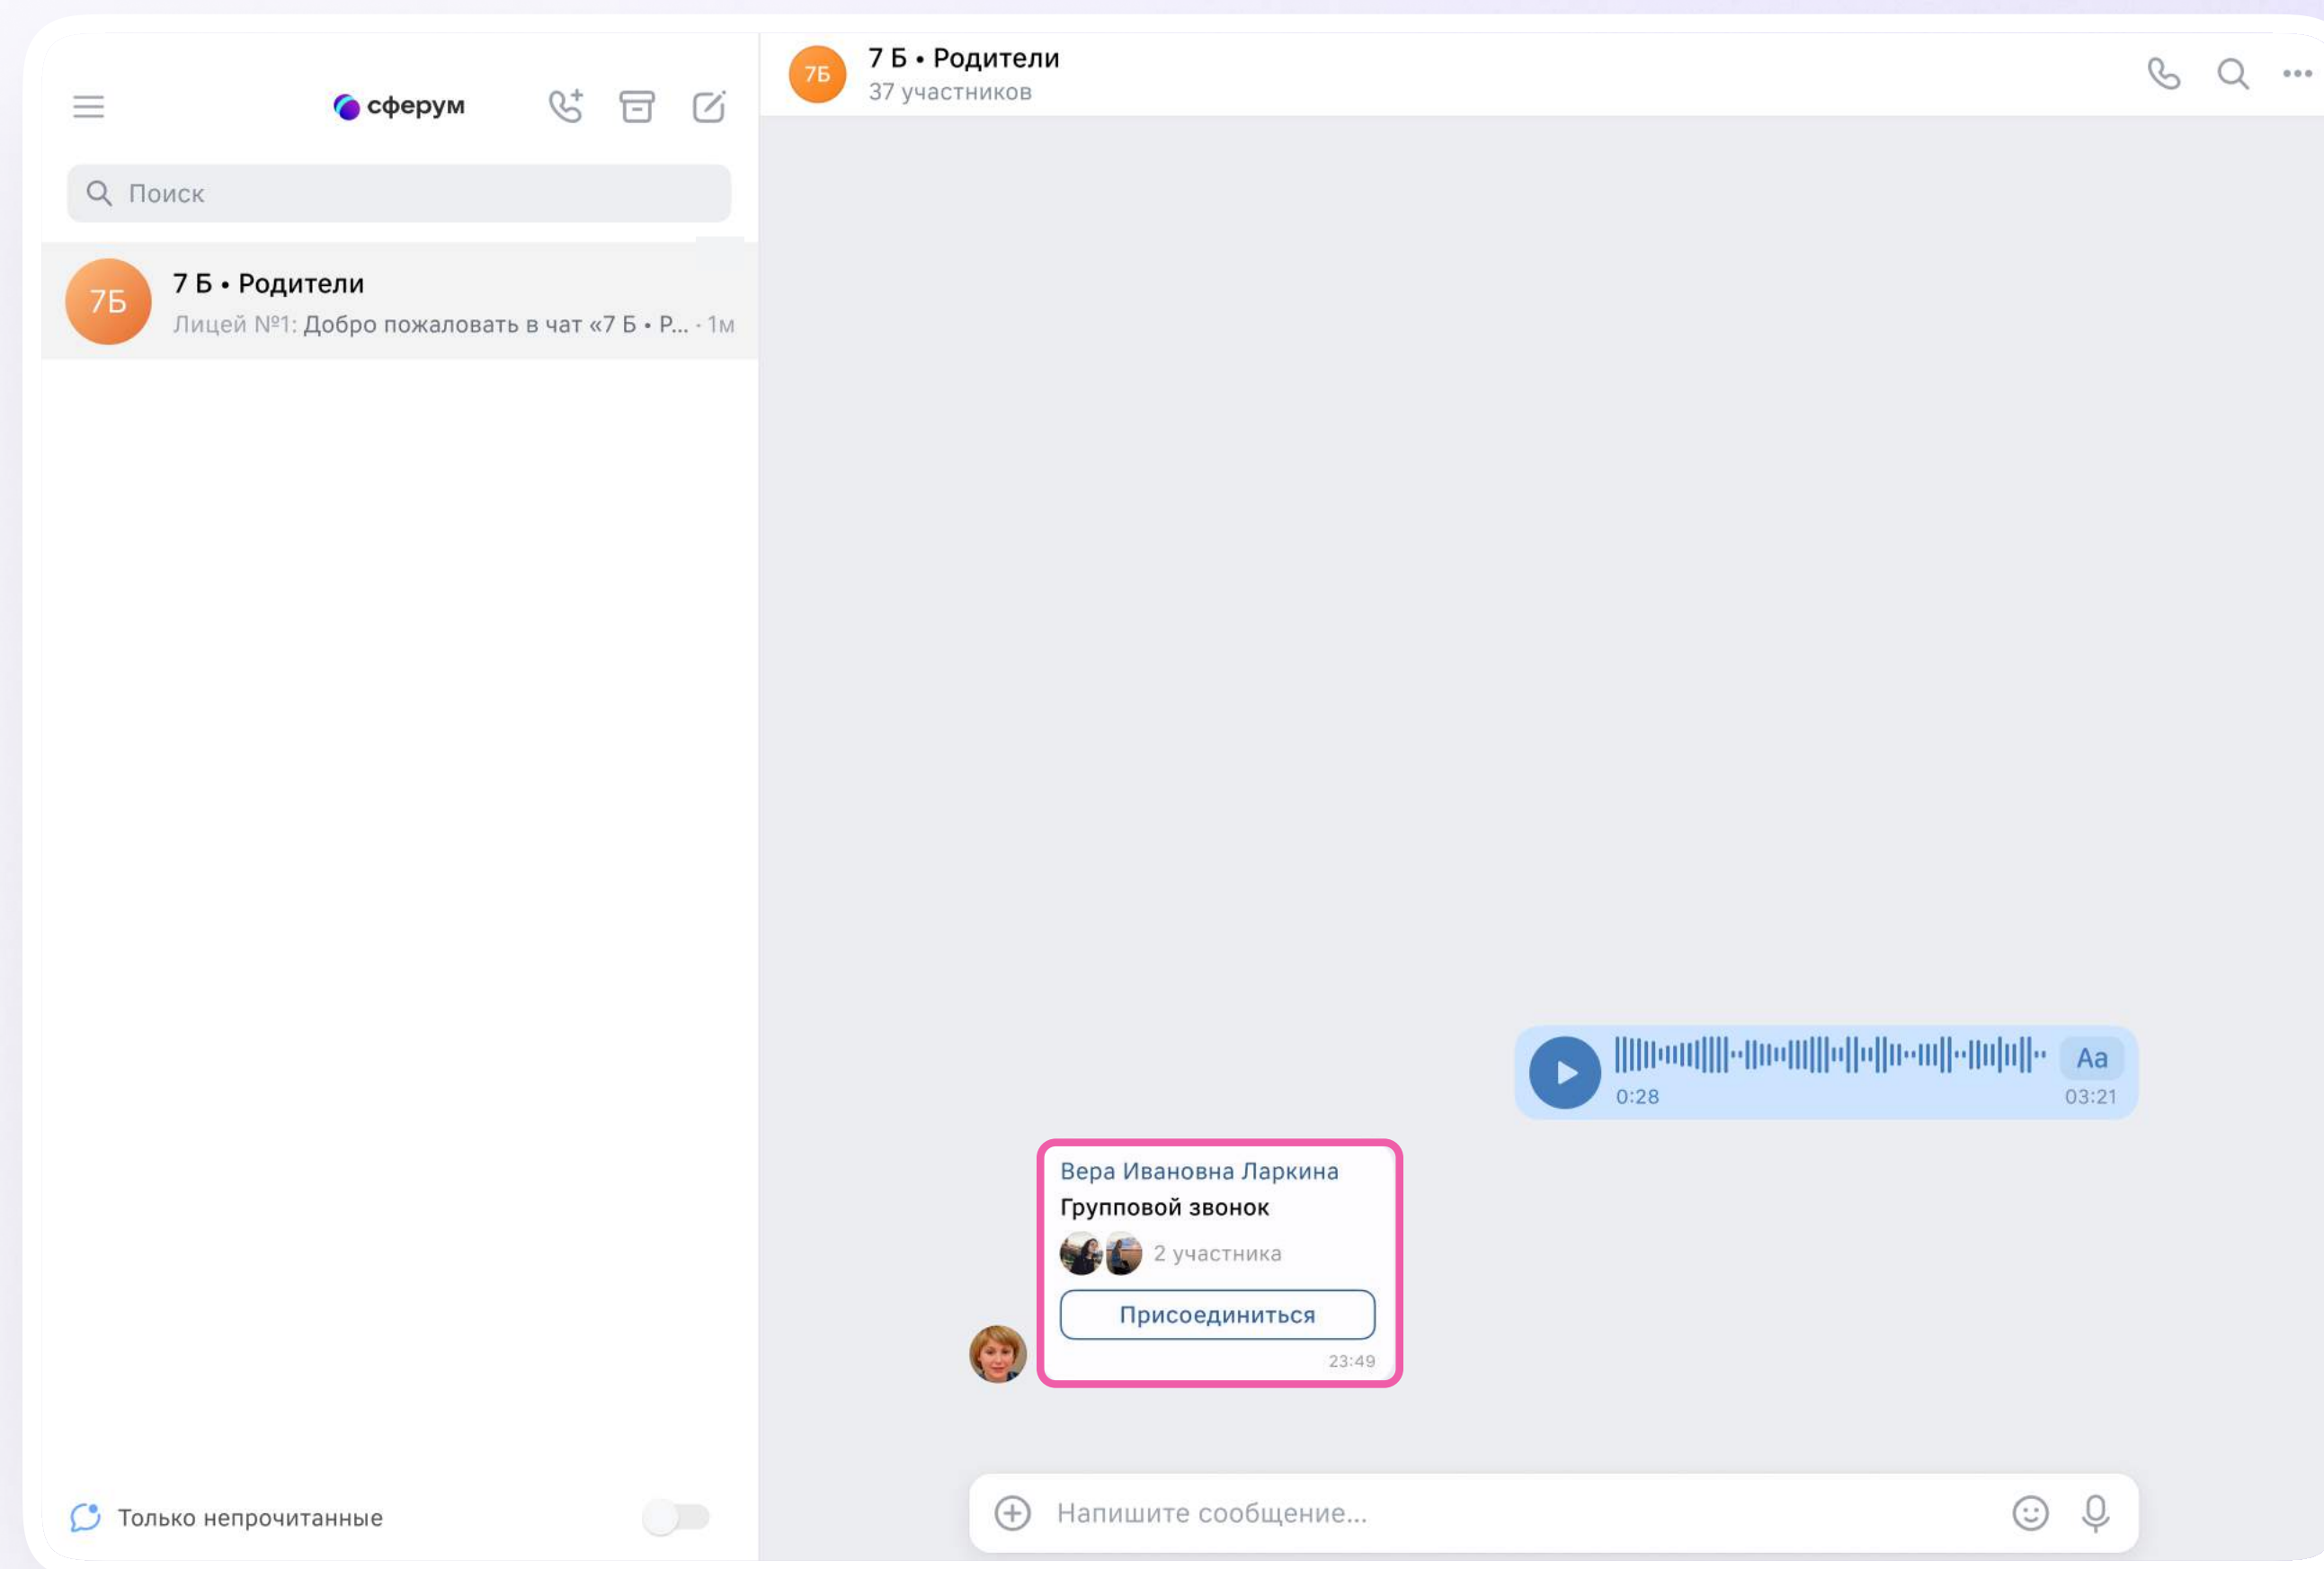 сферум
Поиск
7Б
7 Б • Родители
Лицей №1: Добро пожаловать в чат «7 Б • Р... · 1м
Только непрочитанные
7Б
7 Б • Родители
37 участников
0:28
Aa
03:21
Вера Ивановна Ларкина
Групповой звонок
2 участника
Присоединиться
23:49
Напишите сообщение...